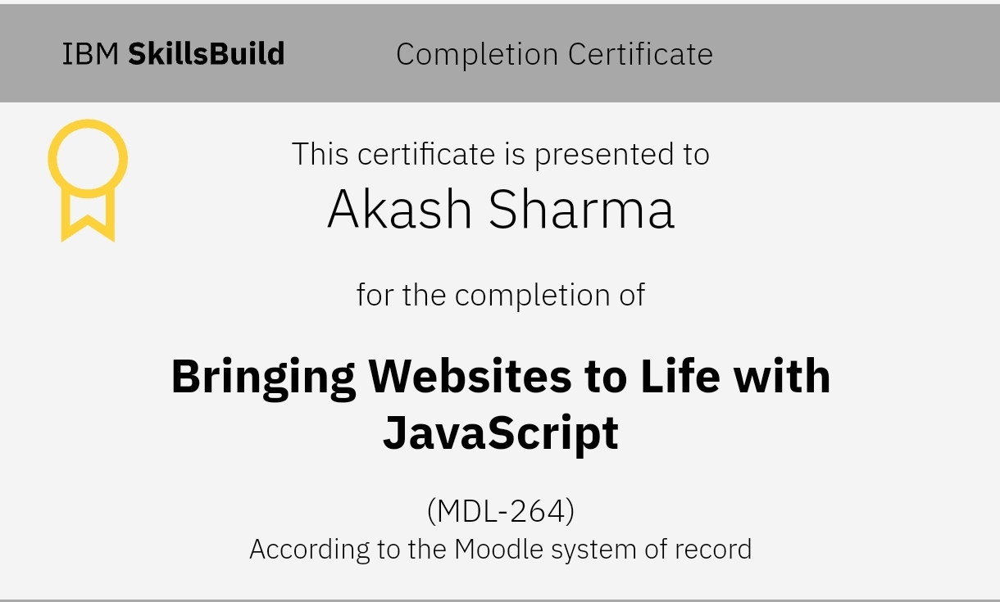 IBM SkillsBuild Completion Certificate
This certificate is presented to
Akash Sharma
for the completion of
Bringing Websites to Life with
JavaScript
(MDL-264)
According to the Moodle system of record